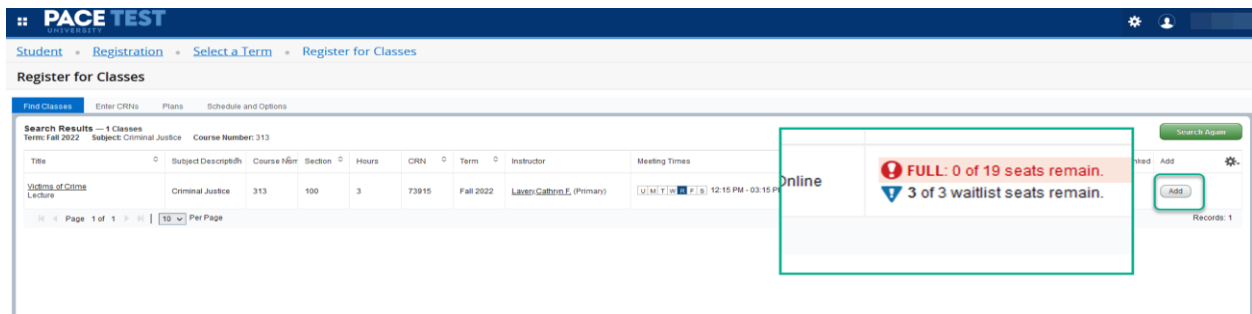 PACE TEST
UNIVERSITY
Student Registration Select a Term Register for Classes
Register for Classes
Find Classes Enter CRNs Plans Schedule and Options
Search Results — 1 Classes
Term: Fall 2022 Subject: Criminal Justice Course Number: 313
Search Again
Title Subject Description Course Num Section Hours CRN Term Instructor Meeting Times Add
Victims of Crime
Lecture
Criminal Justice 313 100 3 73915 Fall 2022 Lavery, Cathryn F. (Primary) U M T W R F S 12:15 PM - 03:15 Add
Online
FULL: 0 of 19 seats remain.
3 of 3 waitlist seats remain.
Page 1 of 1 10 Per Page Records: 1